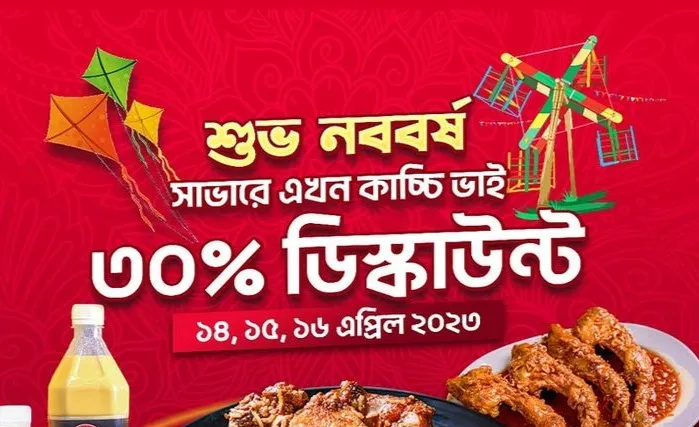 শুভ নববর্ষ
সাভারে এখন কাচ্চি ভাই
৩০% ডিস্কাউন্ট
১৪, ১৫, ১৬ এপ্রিল ২০২৩